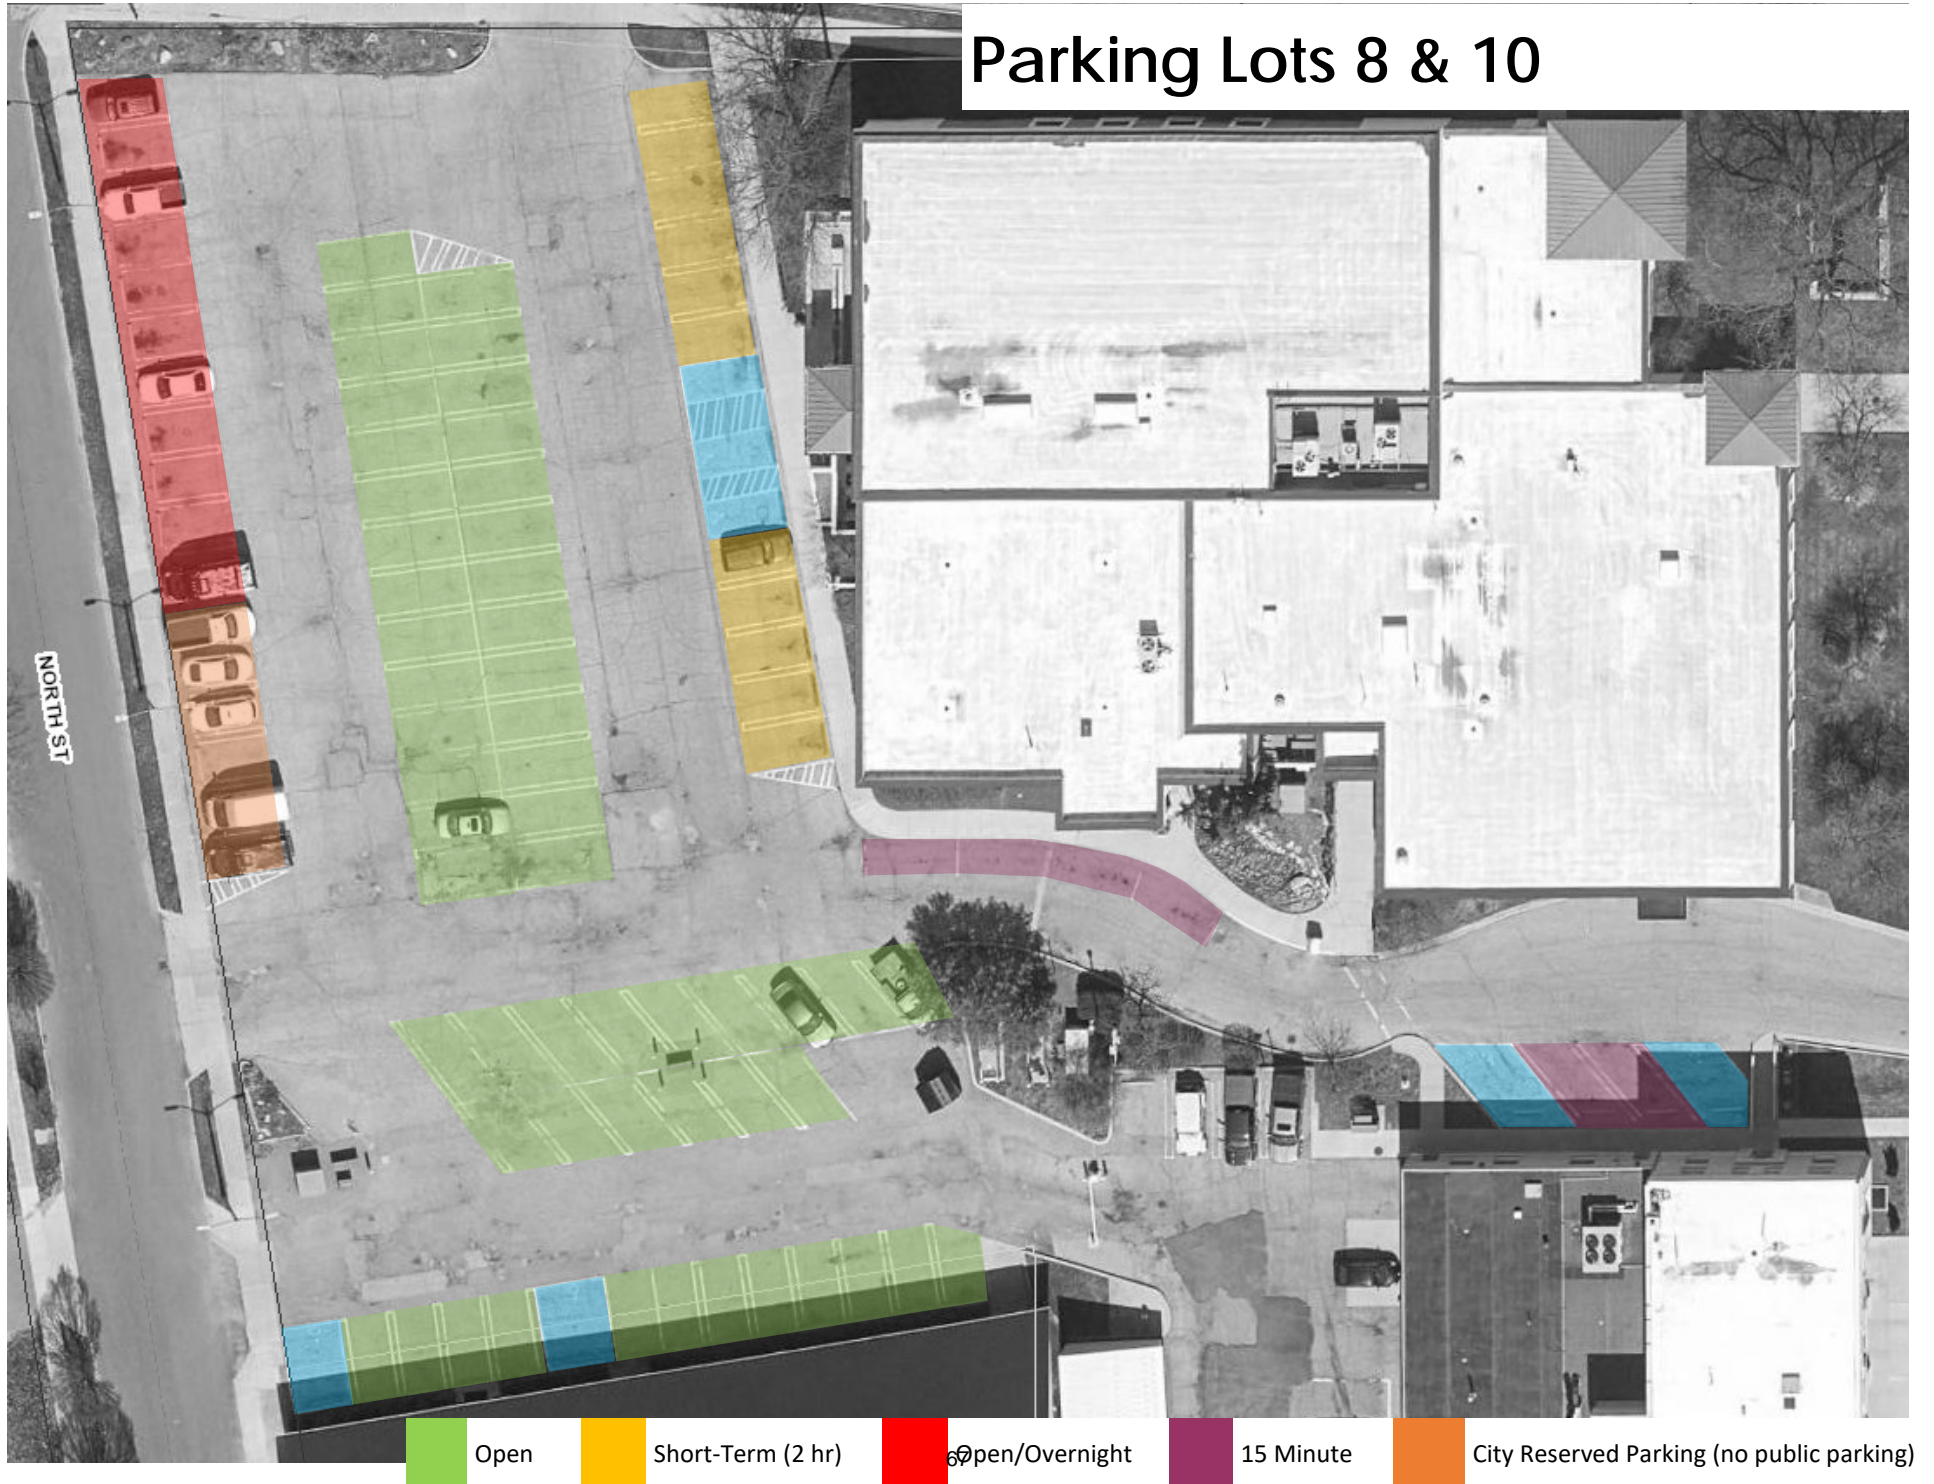 Parking Lots 8 & 10
NORTH ST
Open
Short-Term (2 hr)
Open/Overnight
67
15 Minute
City Reserved Parking (no public parking)